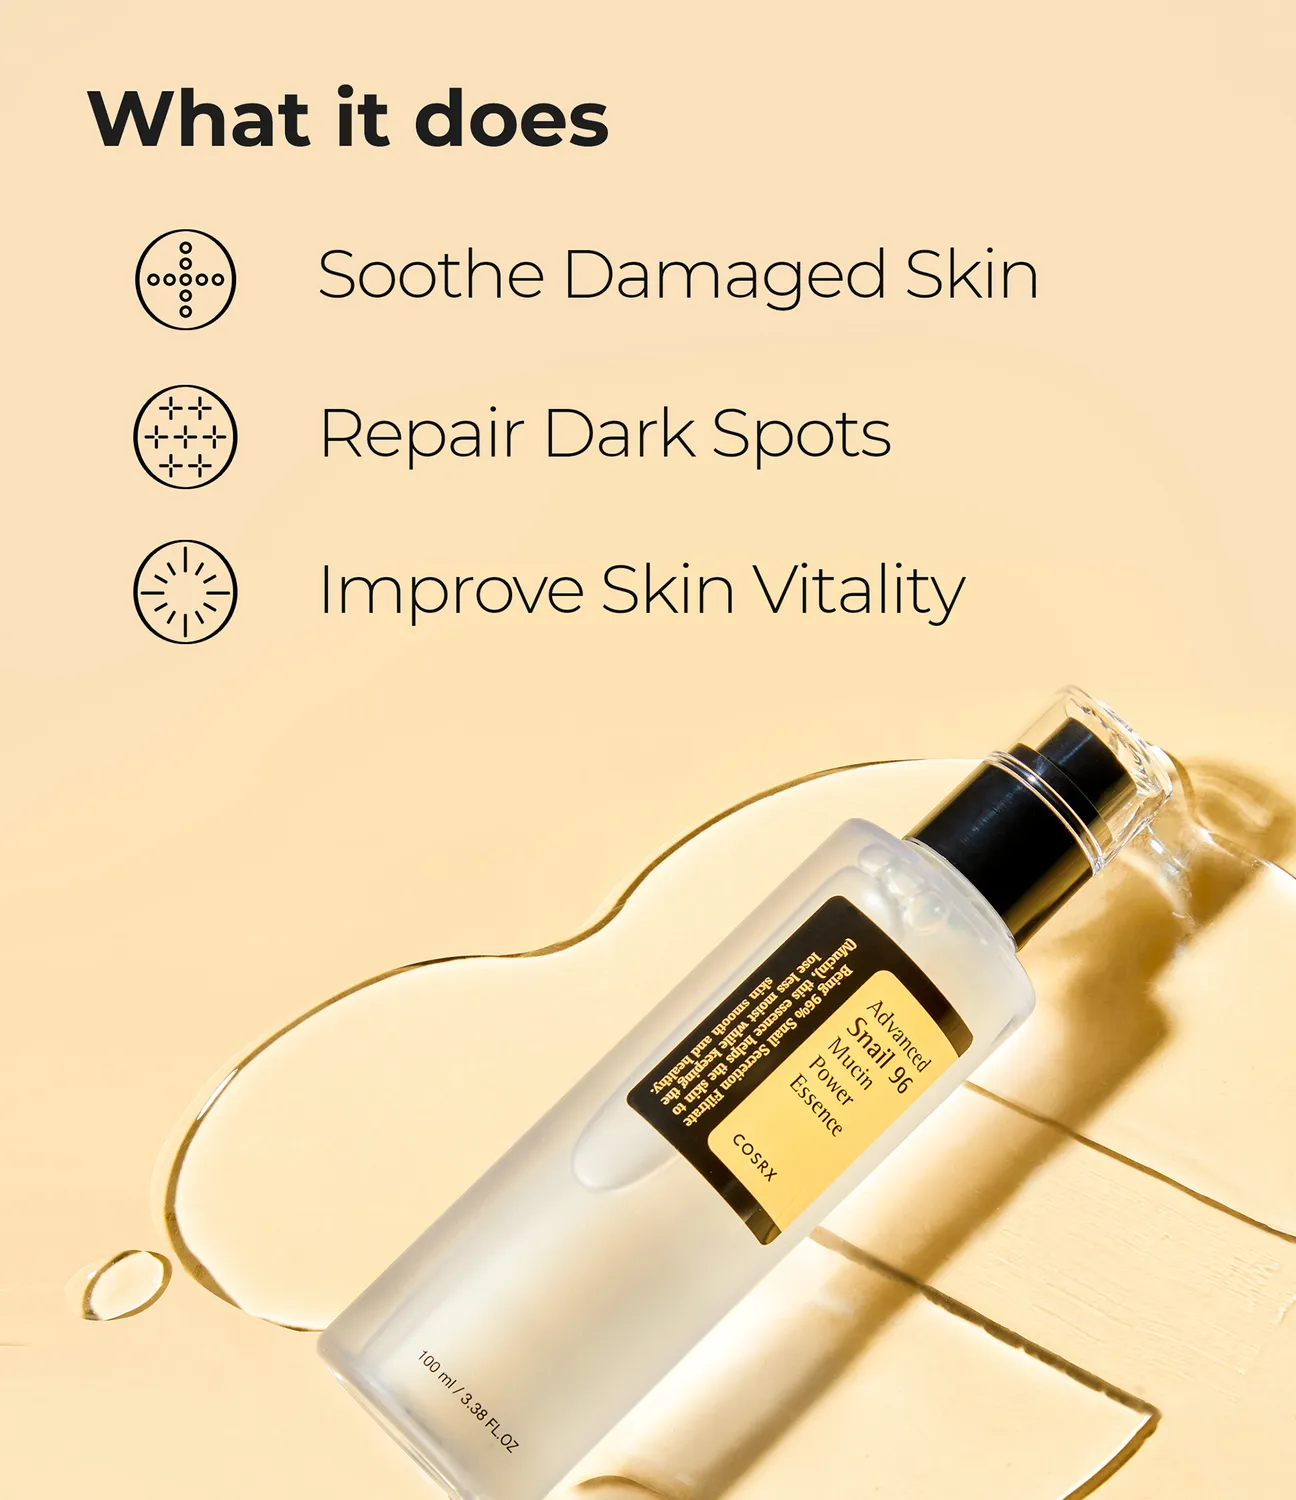 What it does
Soothe Damaged Skin
Repair Dark Spots
Improve Skin Vitality
Advanced
Snail 96
Mucin
Power
Essence
COSRX
Being 96% Snail Secretion Filtrate
(Mucin), this essence helps the skin to
lose less moist while keeping the
skin smooth and healthy.
100 ml / 3.38 FL.OZ